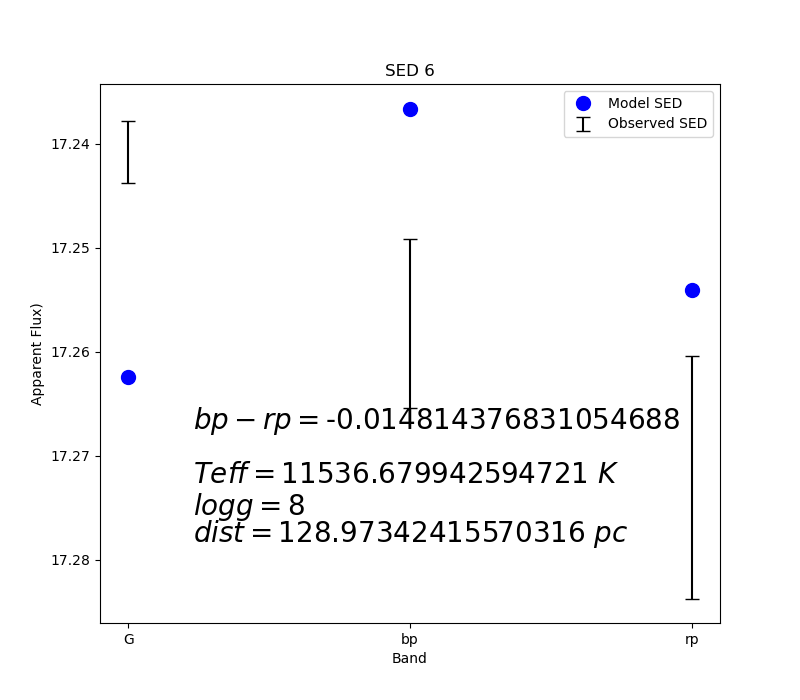 SED 6
Model SED
Observed SED
17.24
17.25
17.26
17.27
17.28
Apparent Flux)
bp − rp = -0.014814376831054688
Teff = 11536.679942594721 K
logg = 8
dist = 128.97342415570316 pc
G
bp
rp
Band